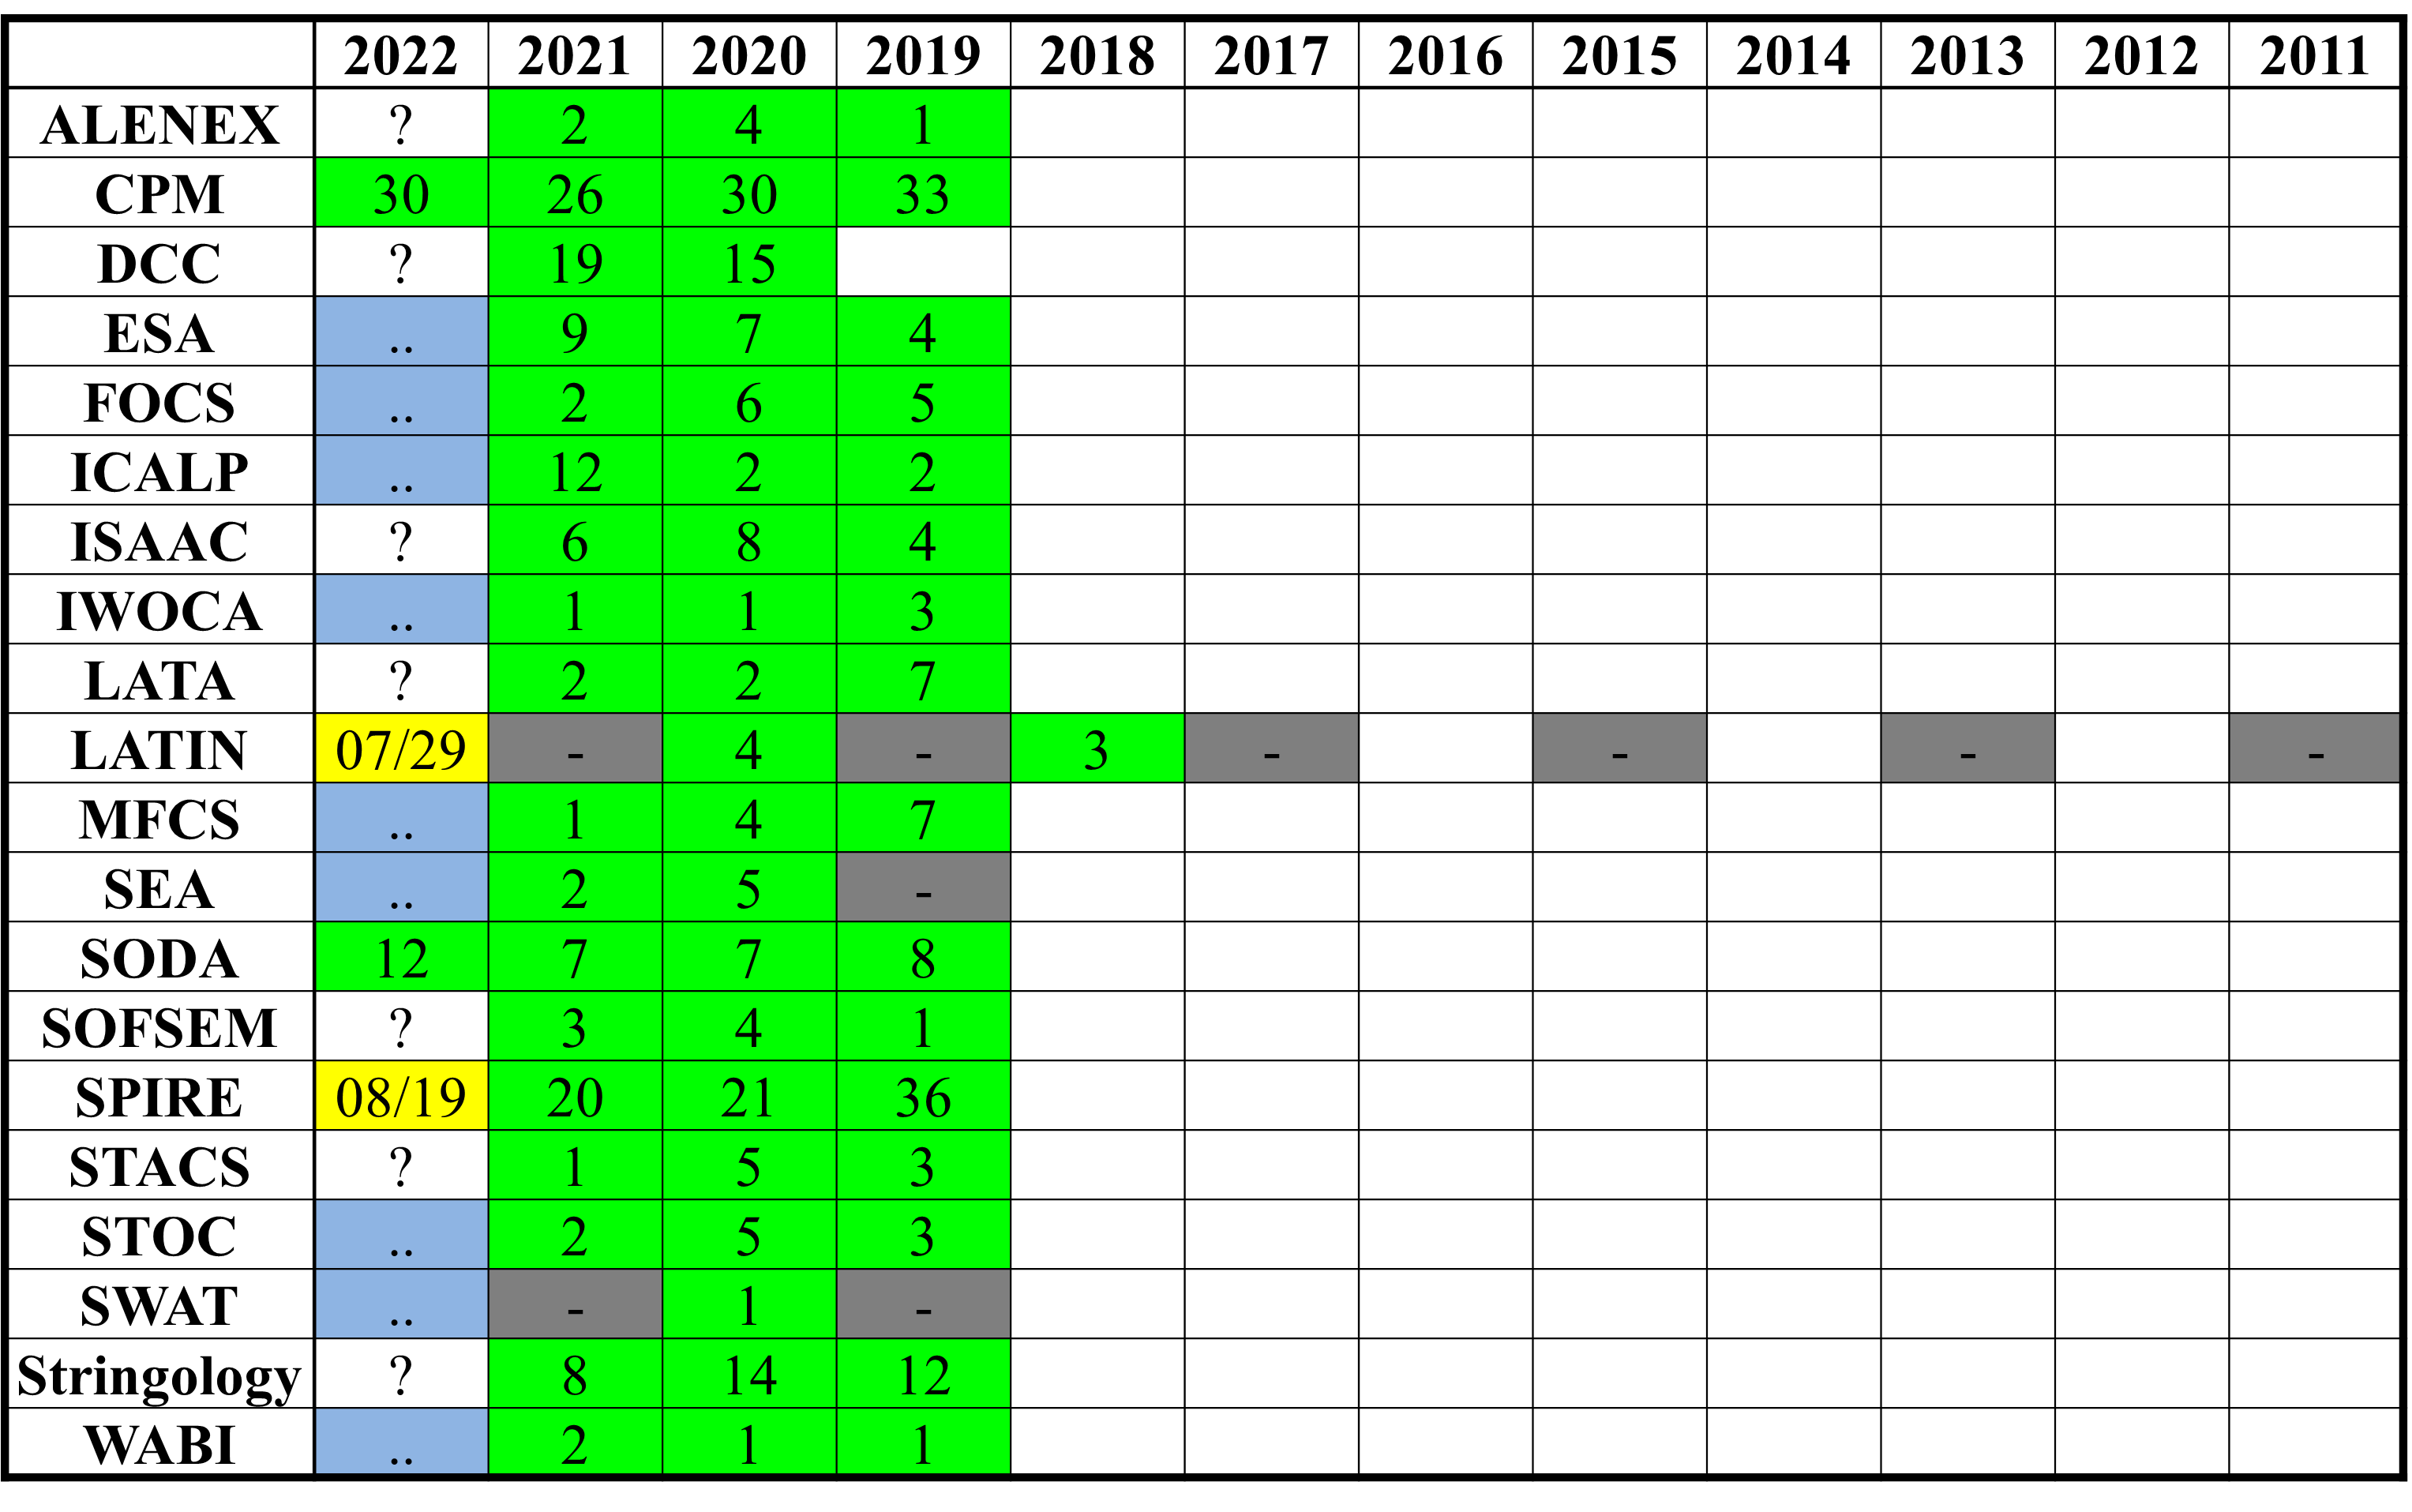 2022 2021 2020 2019 2018 2017 2016 2015 2014 2013 2012 2011
ALENEX ? 2 4 1
CPM 30 26 30 33
DCC ? 19 15
ESA .. 9 7 4
FOCS .. 2 6 5
ICALP .. 12 2 2
ISAAC ? 6 8 4
IWOCA .. 1 1 3
LATA ? 2 2 7
LATIN 07/29 - 4 - 3 - - - -
MFCS .. 1 4 7
SEA .. 2 5 -
SODA 12 7 7 8
SOFSEM ? 3 4 1
SPIRE 08/19 20 21 36
STACS ? 1 5 3
STOC .. 2 5 3
SWAT .. - 1 -
Stringology ? 8 14 12
WABI .. 2 1 1